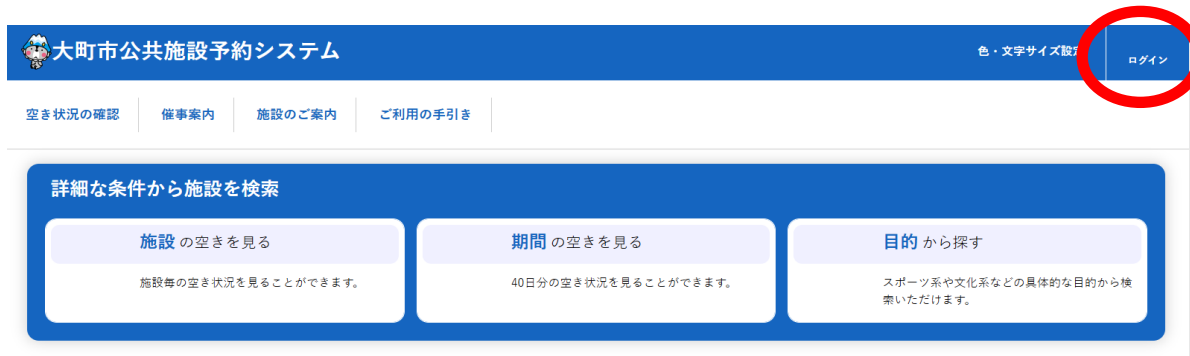 大町市公共施設予約システム
色・文字サイズ設定
ログイン
空き状況の確認
催事案内
施設のご案内
ご利用の手引き
詳細な条件から施設を検索
施設 の空きを見る
施設毎の空き状況を見ることができます。
期間 の空きを見る
40日分の空き状況を見ることができます。
目的 から探す
スポーツ系や文化系などの具体的な目的から検
索いただけます。